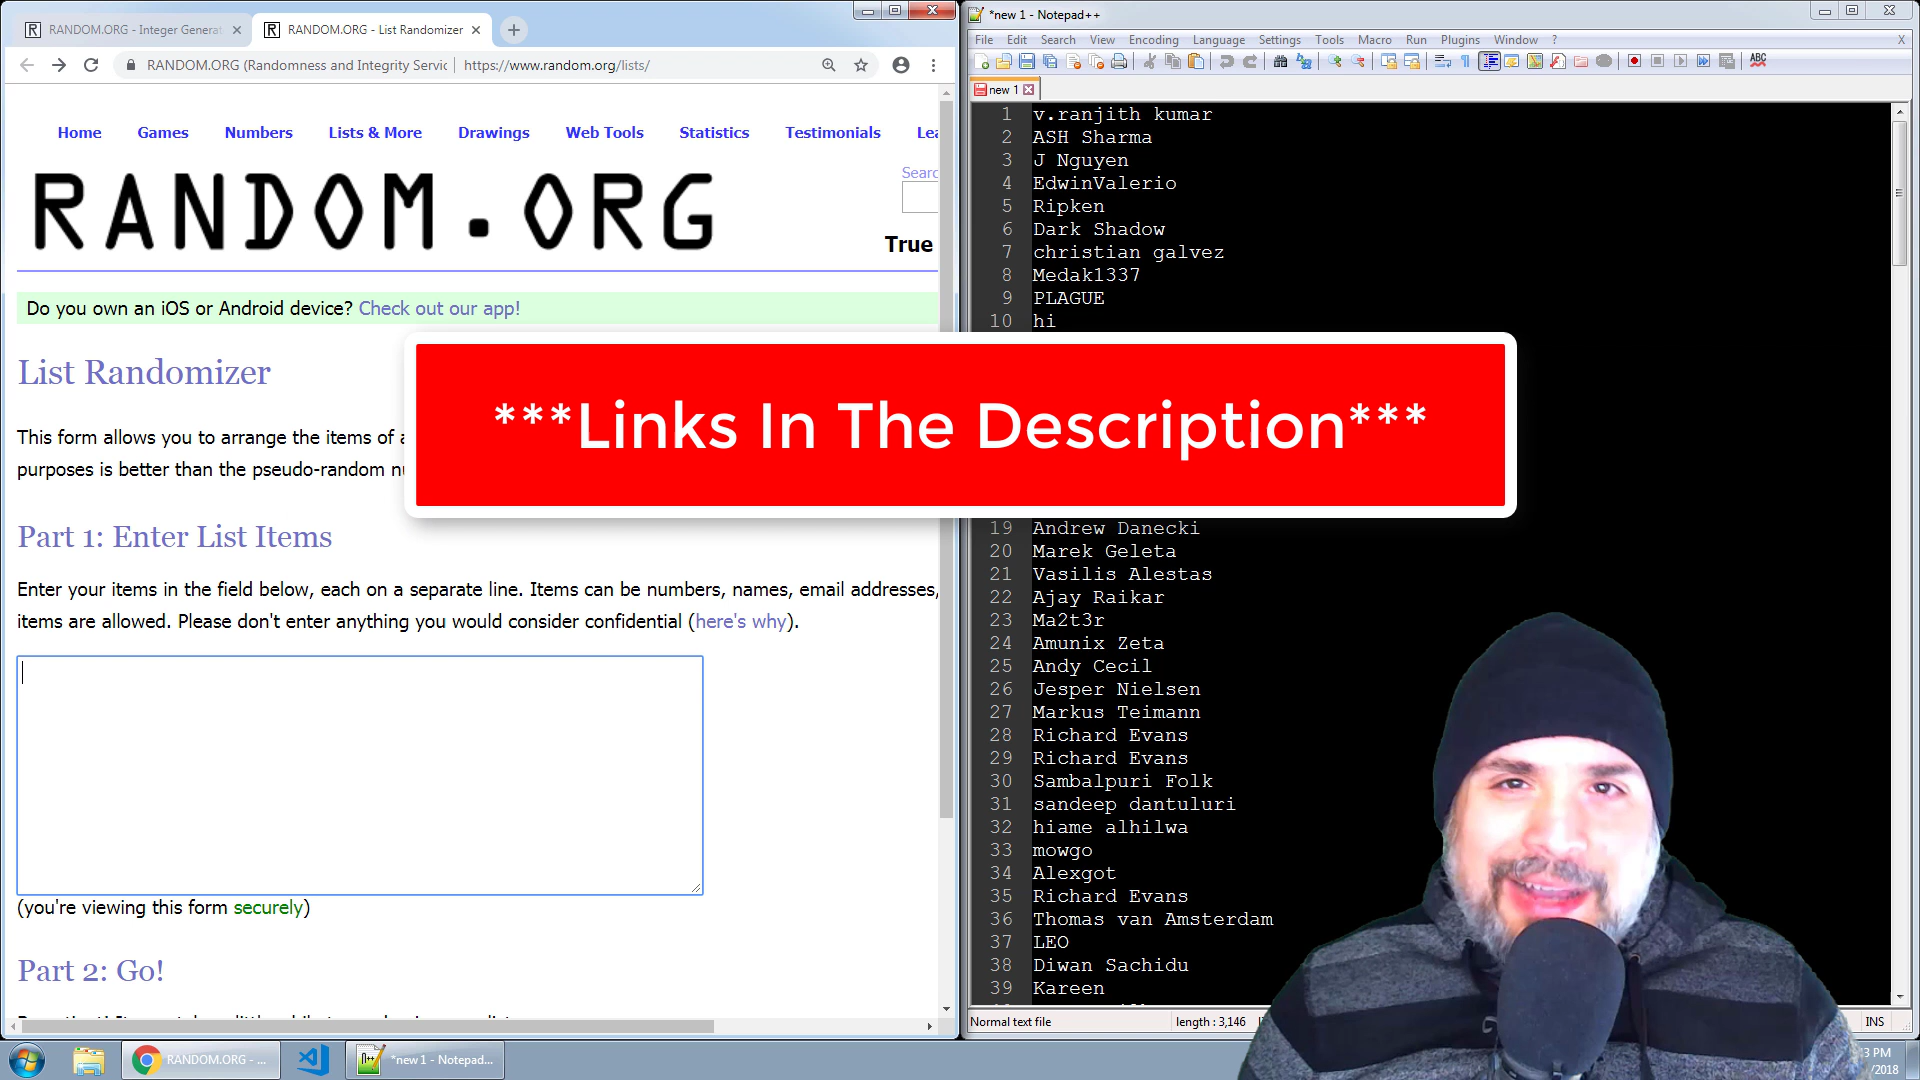 RANDOM.ORG - Integer Generat
RANDOM.ORG - List Randomizer
RANDOM.ORG (Randomness and Integrity Servic
https://www.random.org/lists/
Home Games Numbers Lists & More Drawings Web Tools Statistics Testimonials Lea
RANDOM.ORG
Searc
True
Do you own an iOS or Android device? Check out our app!
List Randomizer
This form allows you to arrange the items of a
purposes is better than the pseudo-random nu
Part 1: Enter List Items
Enter your items in the field below, each on a separate line. Items can be numbers, names, email addresses,
items are allowed. Please don't enter anything you would consider confidential (here's why).
(you're viewing this form securely)
Part 2: Go!
***Links In The Description***
*new 1 - Notepad++
File Edit Search View Encoding Language Settings Tools Macro Run Plugins Window ? X
ABC
new 1
1 v.ranjith kumar
2 ASH Sharma
3 J Nguyen
4 EdwinValerio
5 Ripken
6 Dark Shadow
7 christian galvez
8 Medak1337
9 PLAGUE
10 hi
19 Andrew Danecki
20 Marek Geleta
21 Vasilis Alestas
22 Ajay Raikar
23 Ma2t3r
24 Amunix Zeta
25 Andy Cecil
26 Jesper Nielsen
27 Markus Teimann
28 Richard Evans
29 Richard Evans
30 Sambalpuri Folk
31 sandeep dantuluri
32 hiame alhilwa
33 mowgo
34 Alexgot
35 Richard Evans
36 Thomas van Amsterdam
37 LEO
38 Diwan Sachidu
39 Kareen
Normal text file length : 3,146 INS
RANDOM.ORG - ...
*new 1 - Notepad...
3 PM
/2018